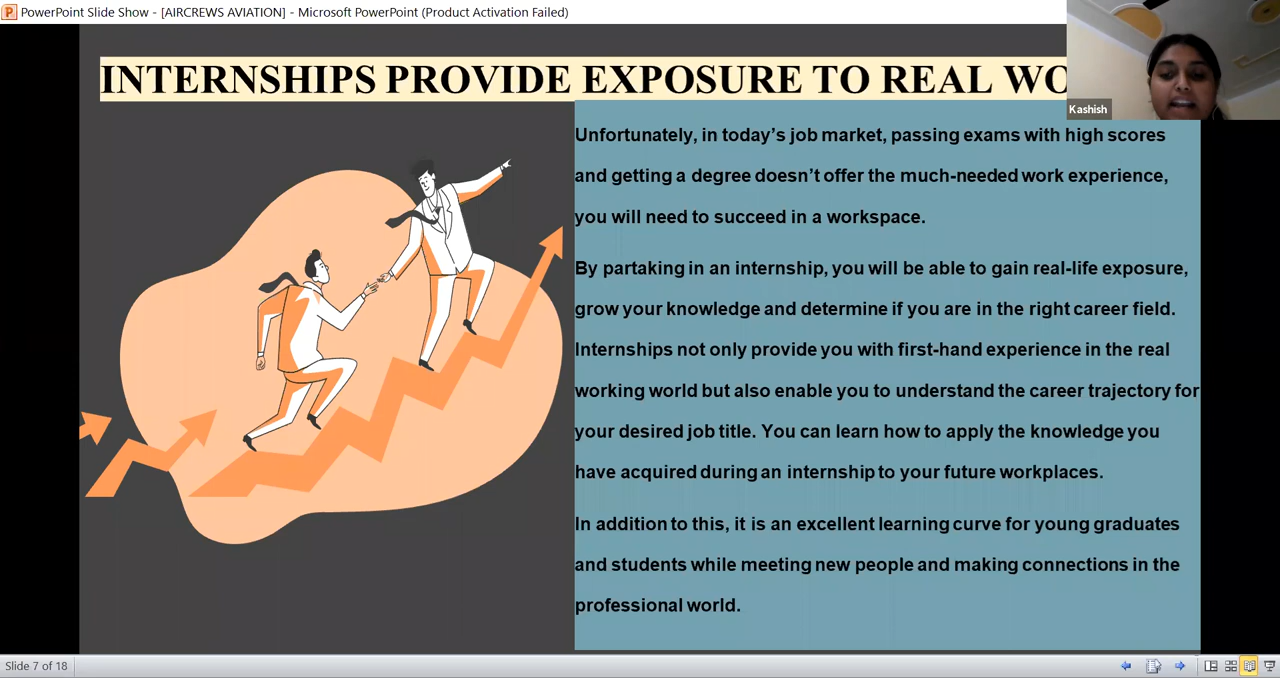 PowerPoint Slide Show - [AIRCREWS AVIATION] - Microsoft PowerPoint (Product Activation Failed)
INTERNSHIPS PROVIDE EXPOSURE TO REAL WO
Kashish
Unfortunately, in today’s job market, passing exams with high scores
and getting a degree doesn’t offer the much-needed work experience,
you will need to succeed in a workspace.
By partaking in an internship, you will be able to gain real-life exposure,
grow your knowledge and determine if you are in the right career field.
Internships not only provide you with first-hand experience in the real
working world but also enable you to understand the career trajectory for
your desired job title. You can learn how to apply the knowledge you
have acquired during an internship to your future workplaces.
In addition to this, it is an excellent learning curve for young graduates
and students while meeting new people and making connections in the
professional world.
Slide 7 of 18